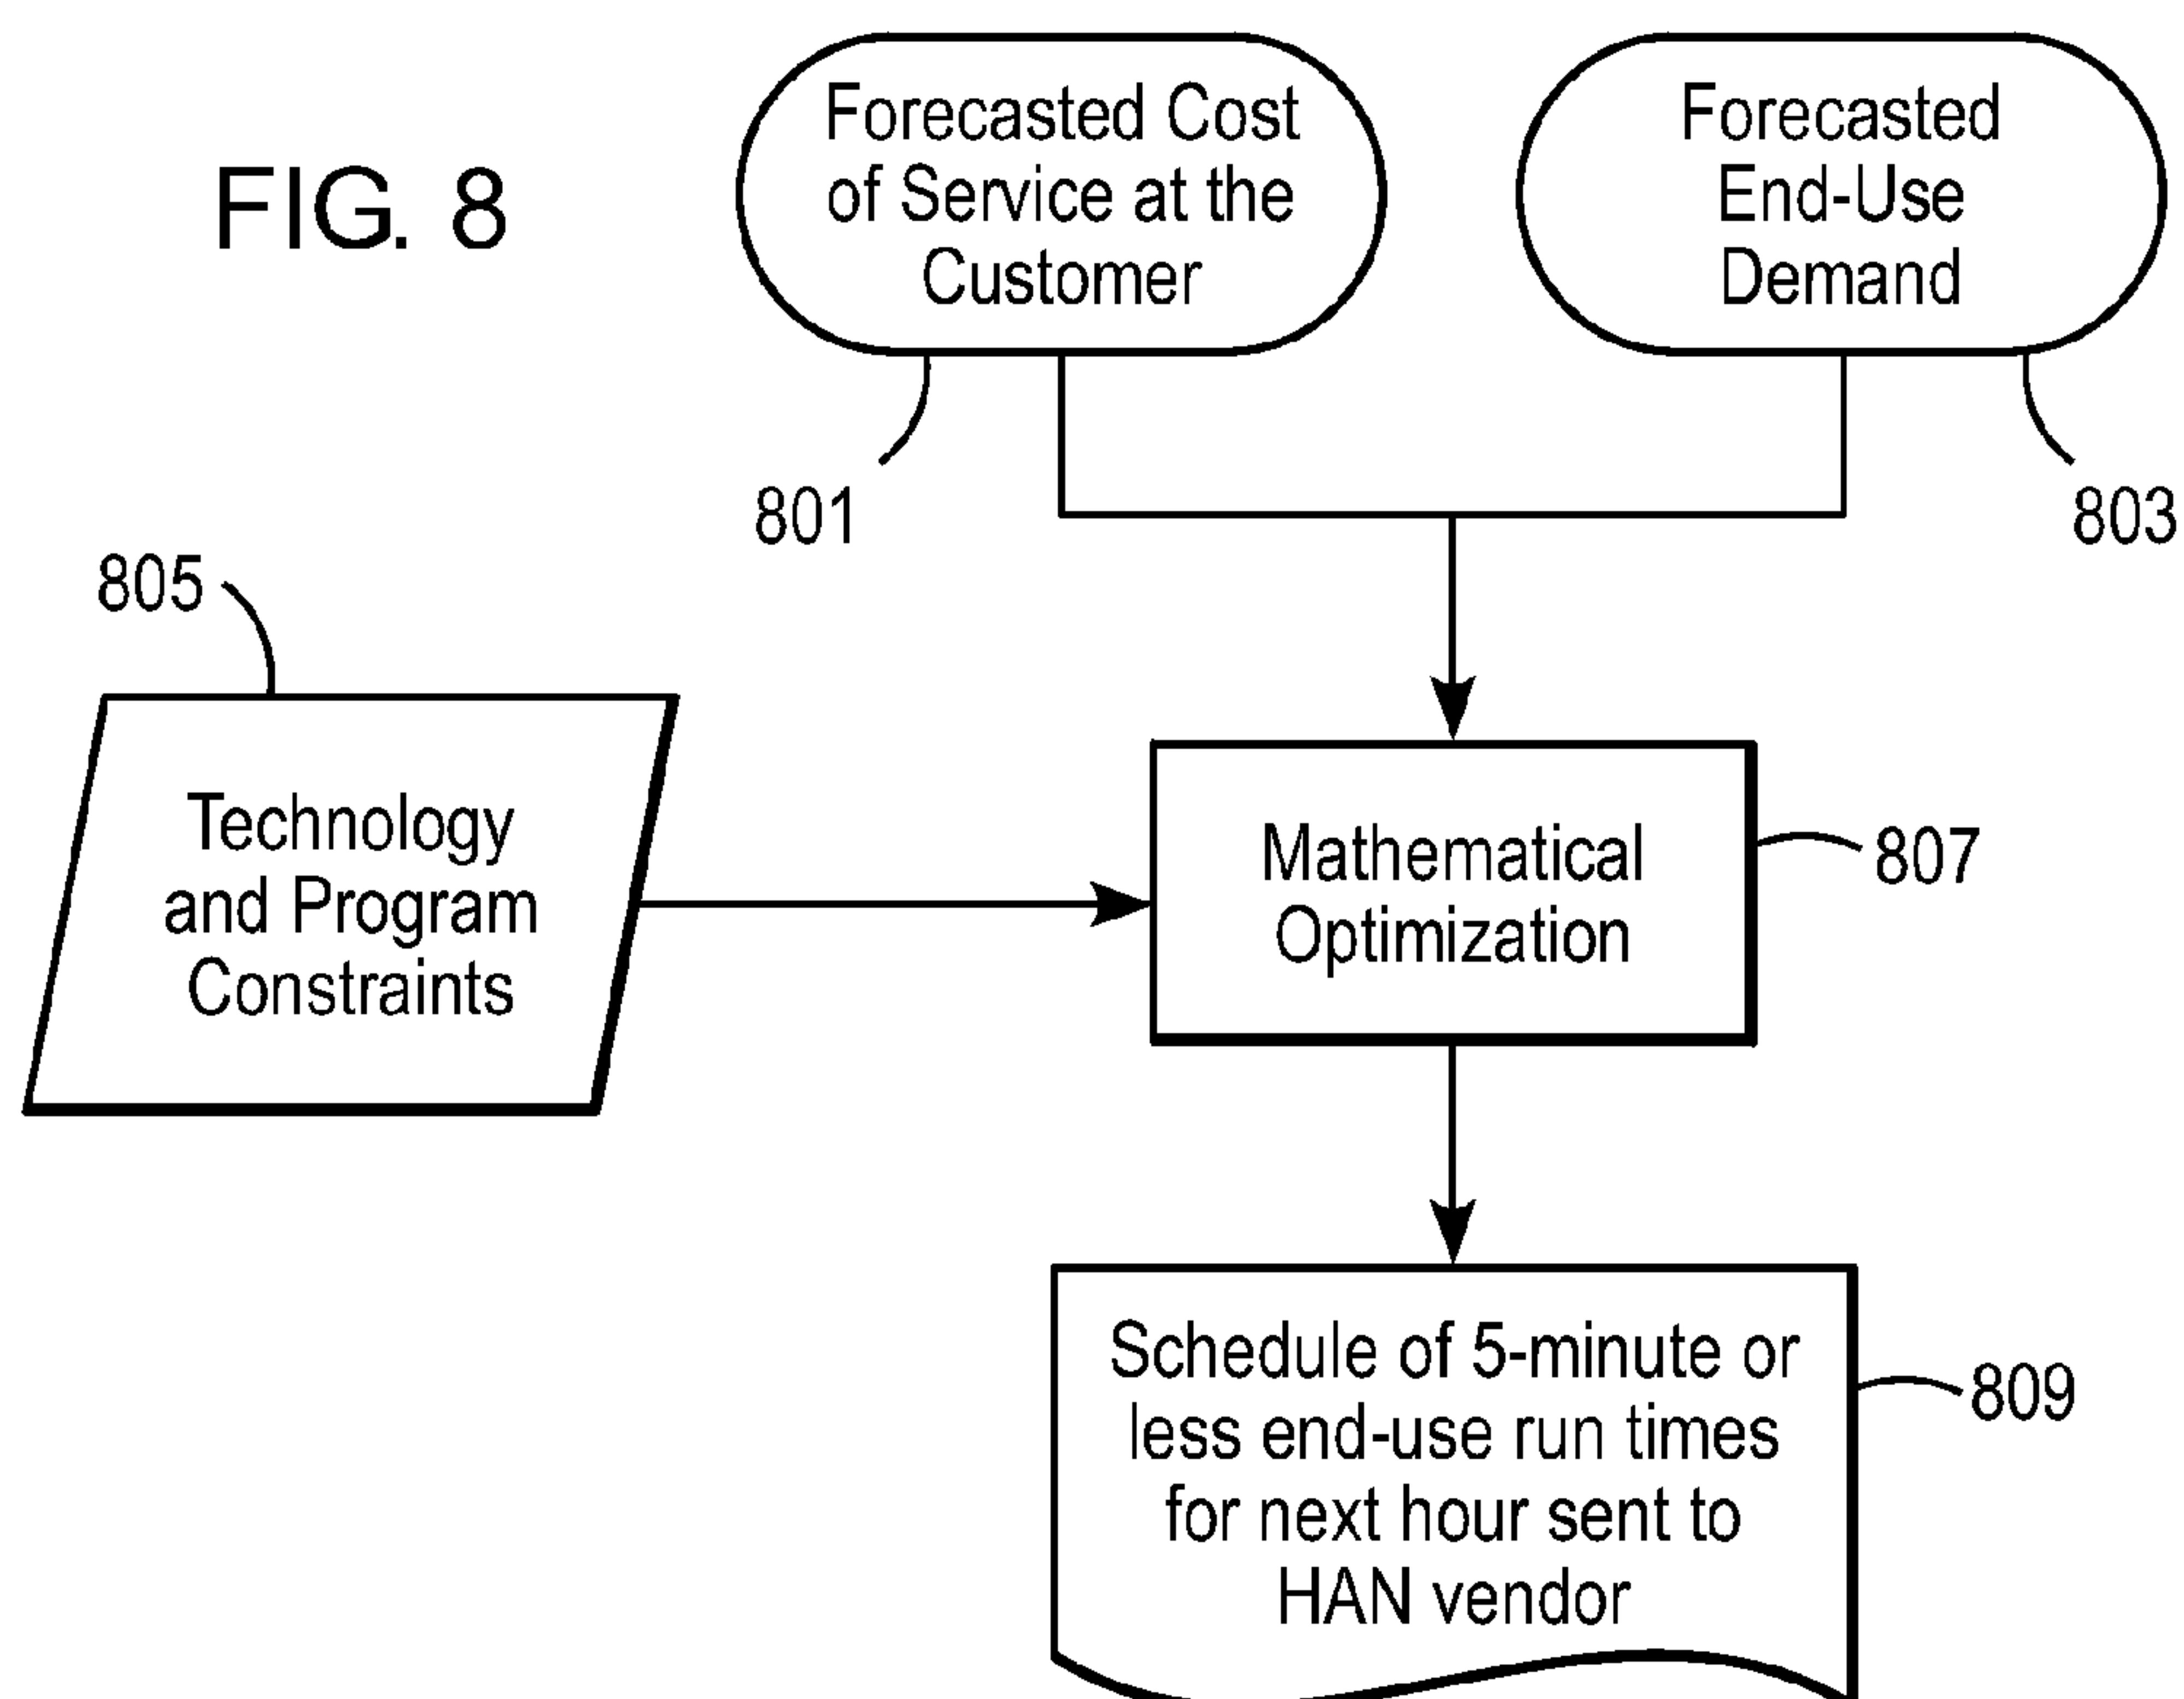 FIG. 8
Forecasted Cost
of Service at the
Customer
Forecasted
End-Use
Demand
801
803
805
Technology
and Program
Constraints
Mathematical
Optimization
807
Schedule of 5-minute or
less end-use run times
for next hour sent to
HAN vendor
809